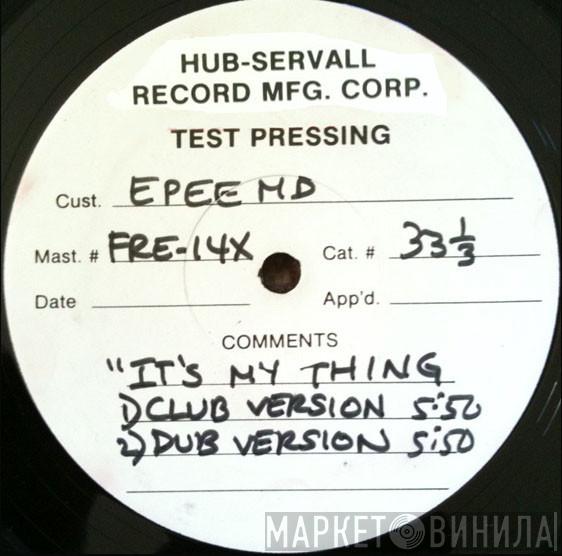 HUB-SERVALL
RECORD MFG. CORP.
TEST PRESSING
Cust. EPEE MD
Mast. # FRE-14X Cat. # 33 1/3
Date App'd.
COMMENTS
"IT'S MY THING
1) CLUB VERSION 5:50
2) DUB VERSION 5:50
МАРКЕТ ВИНИЛА